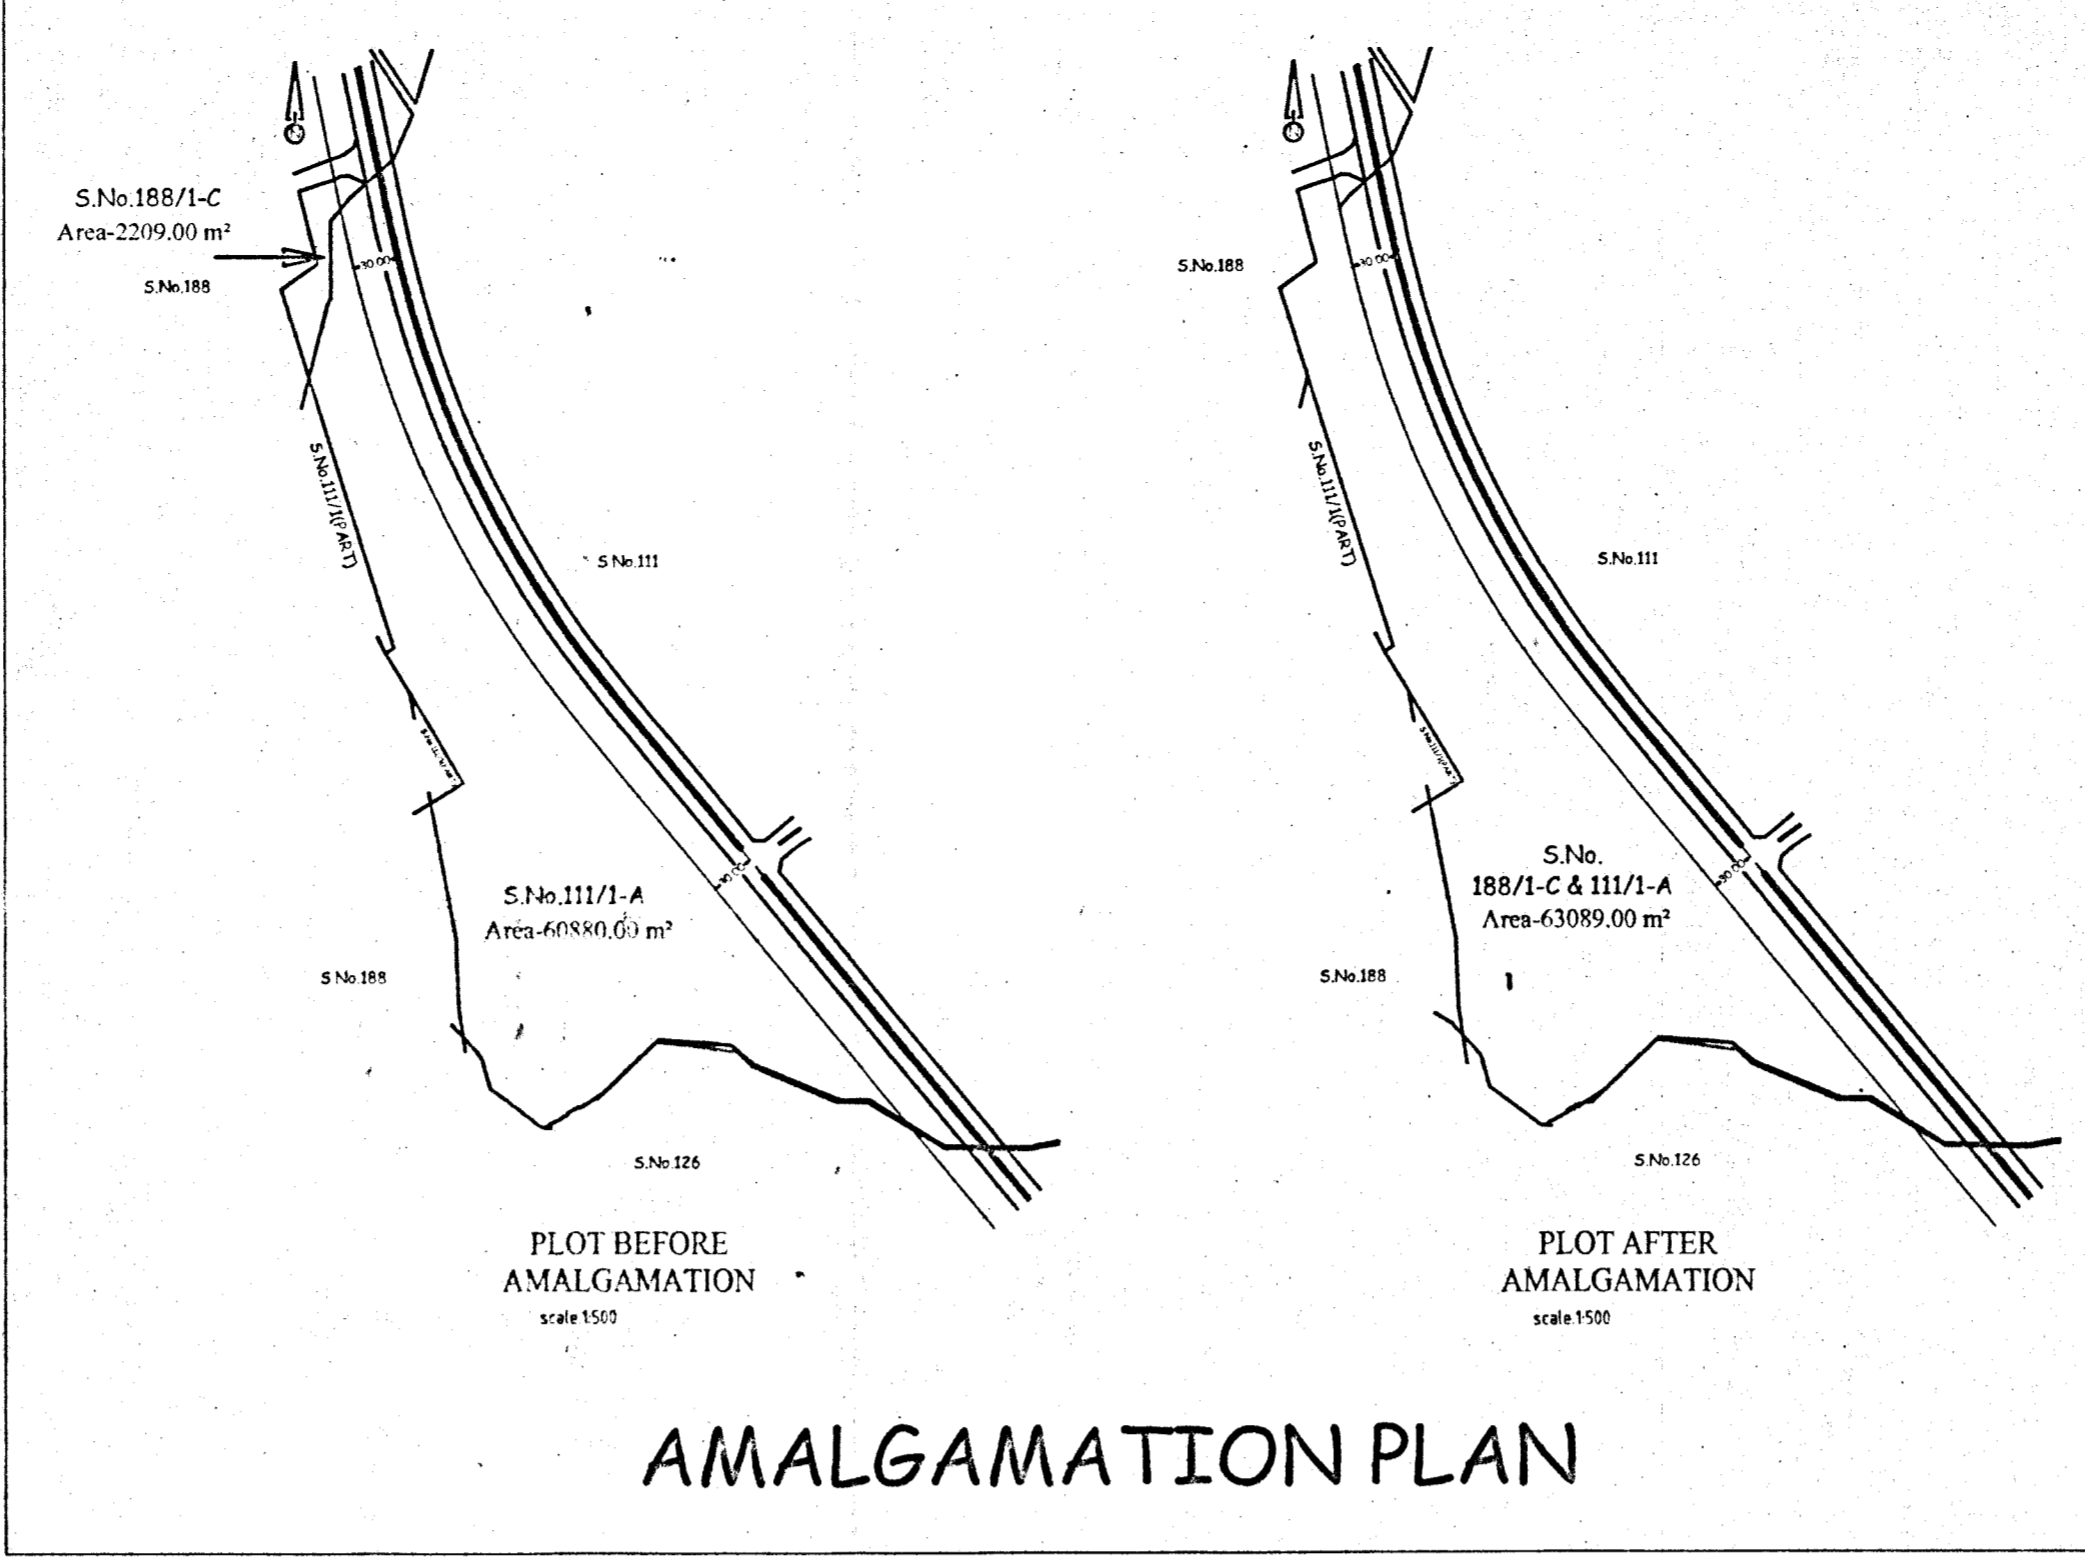 S.No.188/1-C
Area-2209.00 m²
S.No.188
30.00
S.No.111/1(PART)
S.No.111
30.00
S.No.111/1-A
Area-60880.00 m²
S.No.188
S.No.126
PLOT BEFORE
AMALGAMATION
scale 1:500
S.No.188
30.00
S.No.111/1(PART)
S.No.111
30.00
S.No.
188/1-C & 111/1-A
Area-63089.00 m²
S.No.188
S.No.126
PLOT AFTER
AMALGAMATION
scale.1:500
AMALGAMATION PLAN